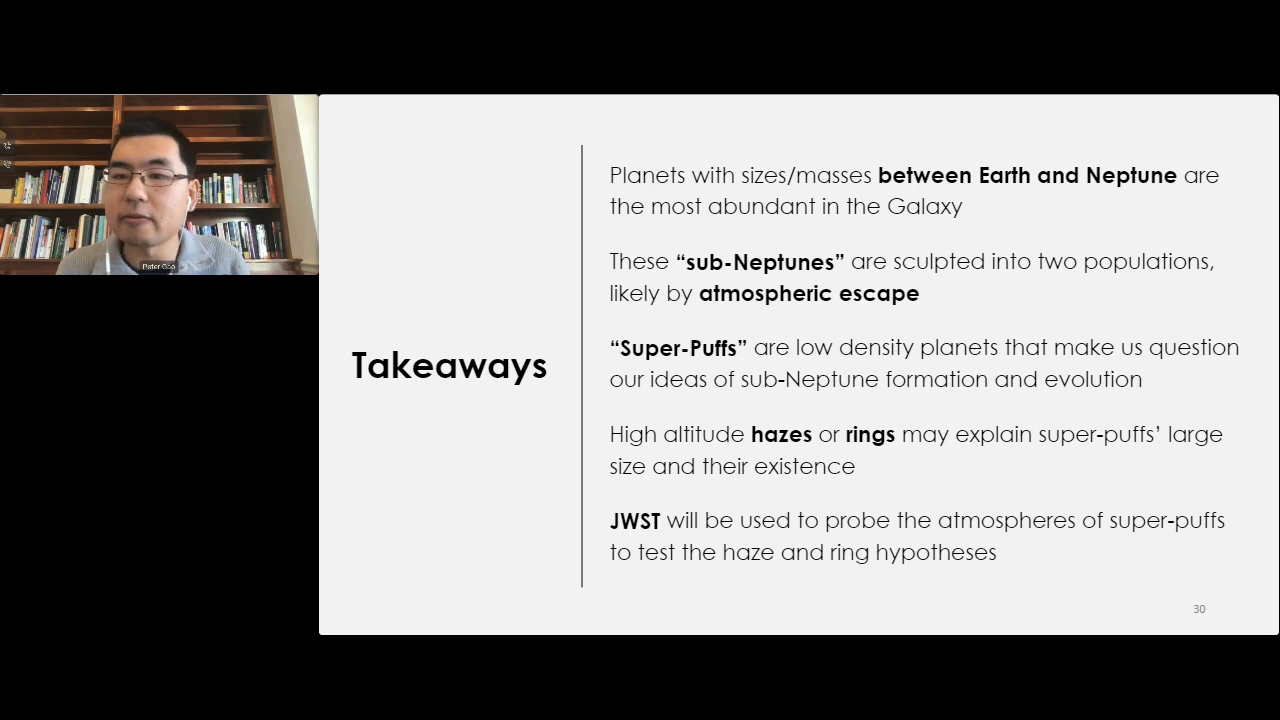 Peter Gao
Takeaways
Planets with sizes/masses between Earth and Neptune are
the most abundant in the Galaxy
These “sub-Neptunes” are sculpted into two populations,
likely by atmospheric escape
“Super-Puffs” are low density planets that make us question
our ideas of sub-Neptune formation and evolution
High altitude hazes or rings may explain super-puffs’ large
size and their existence
JWST will be used to probe the atmospheres of super-puffs
to test the haze and ring hypotheses
30